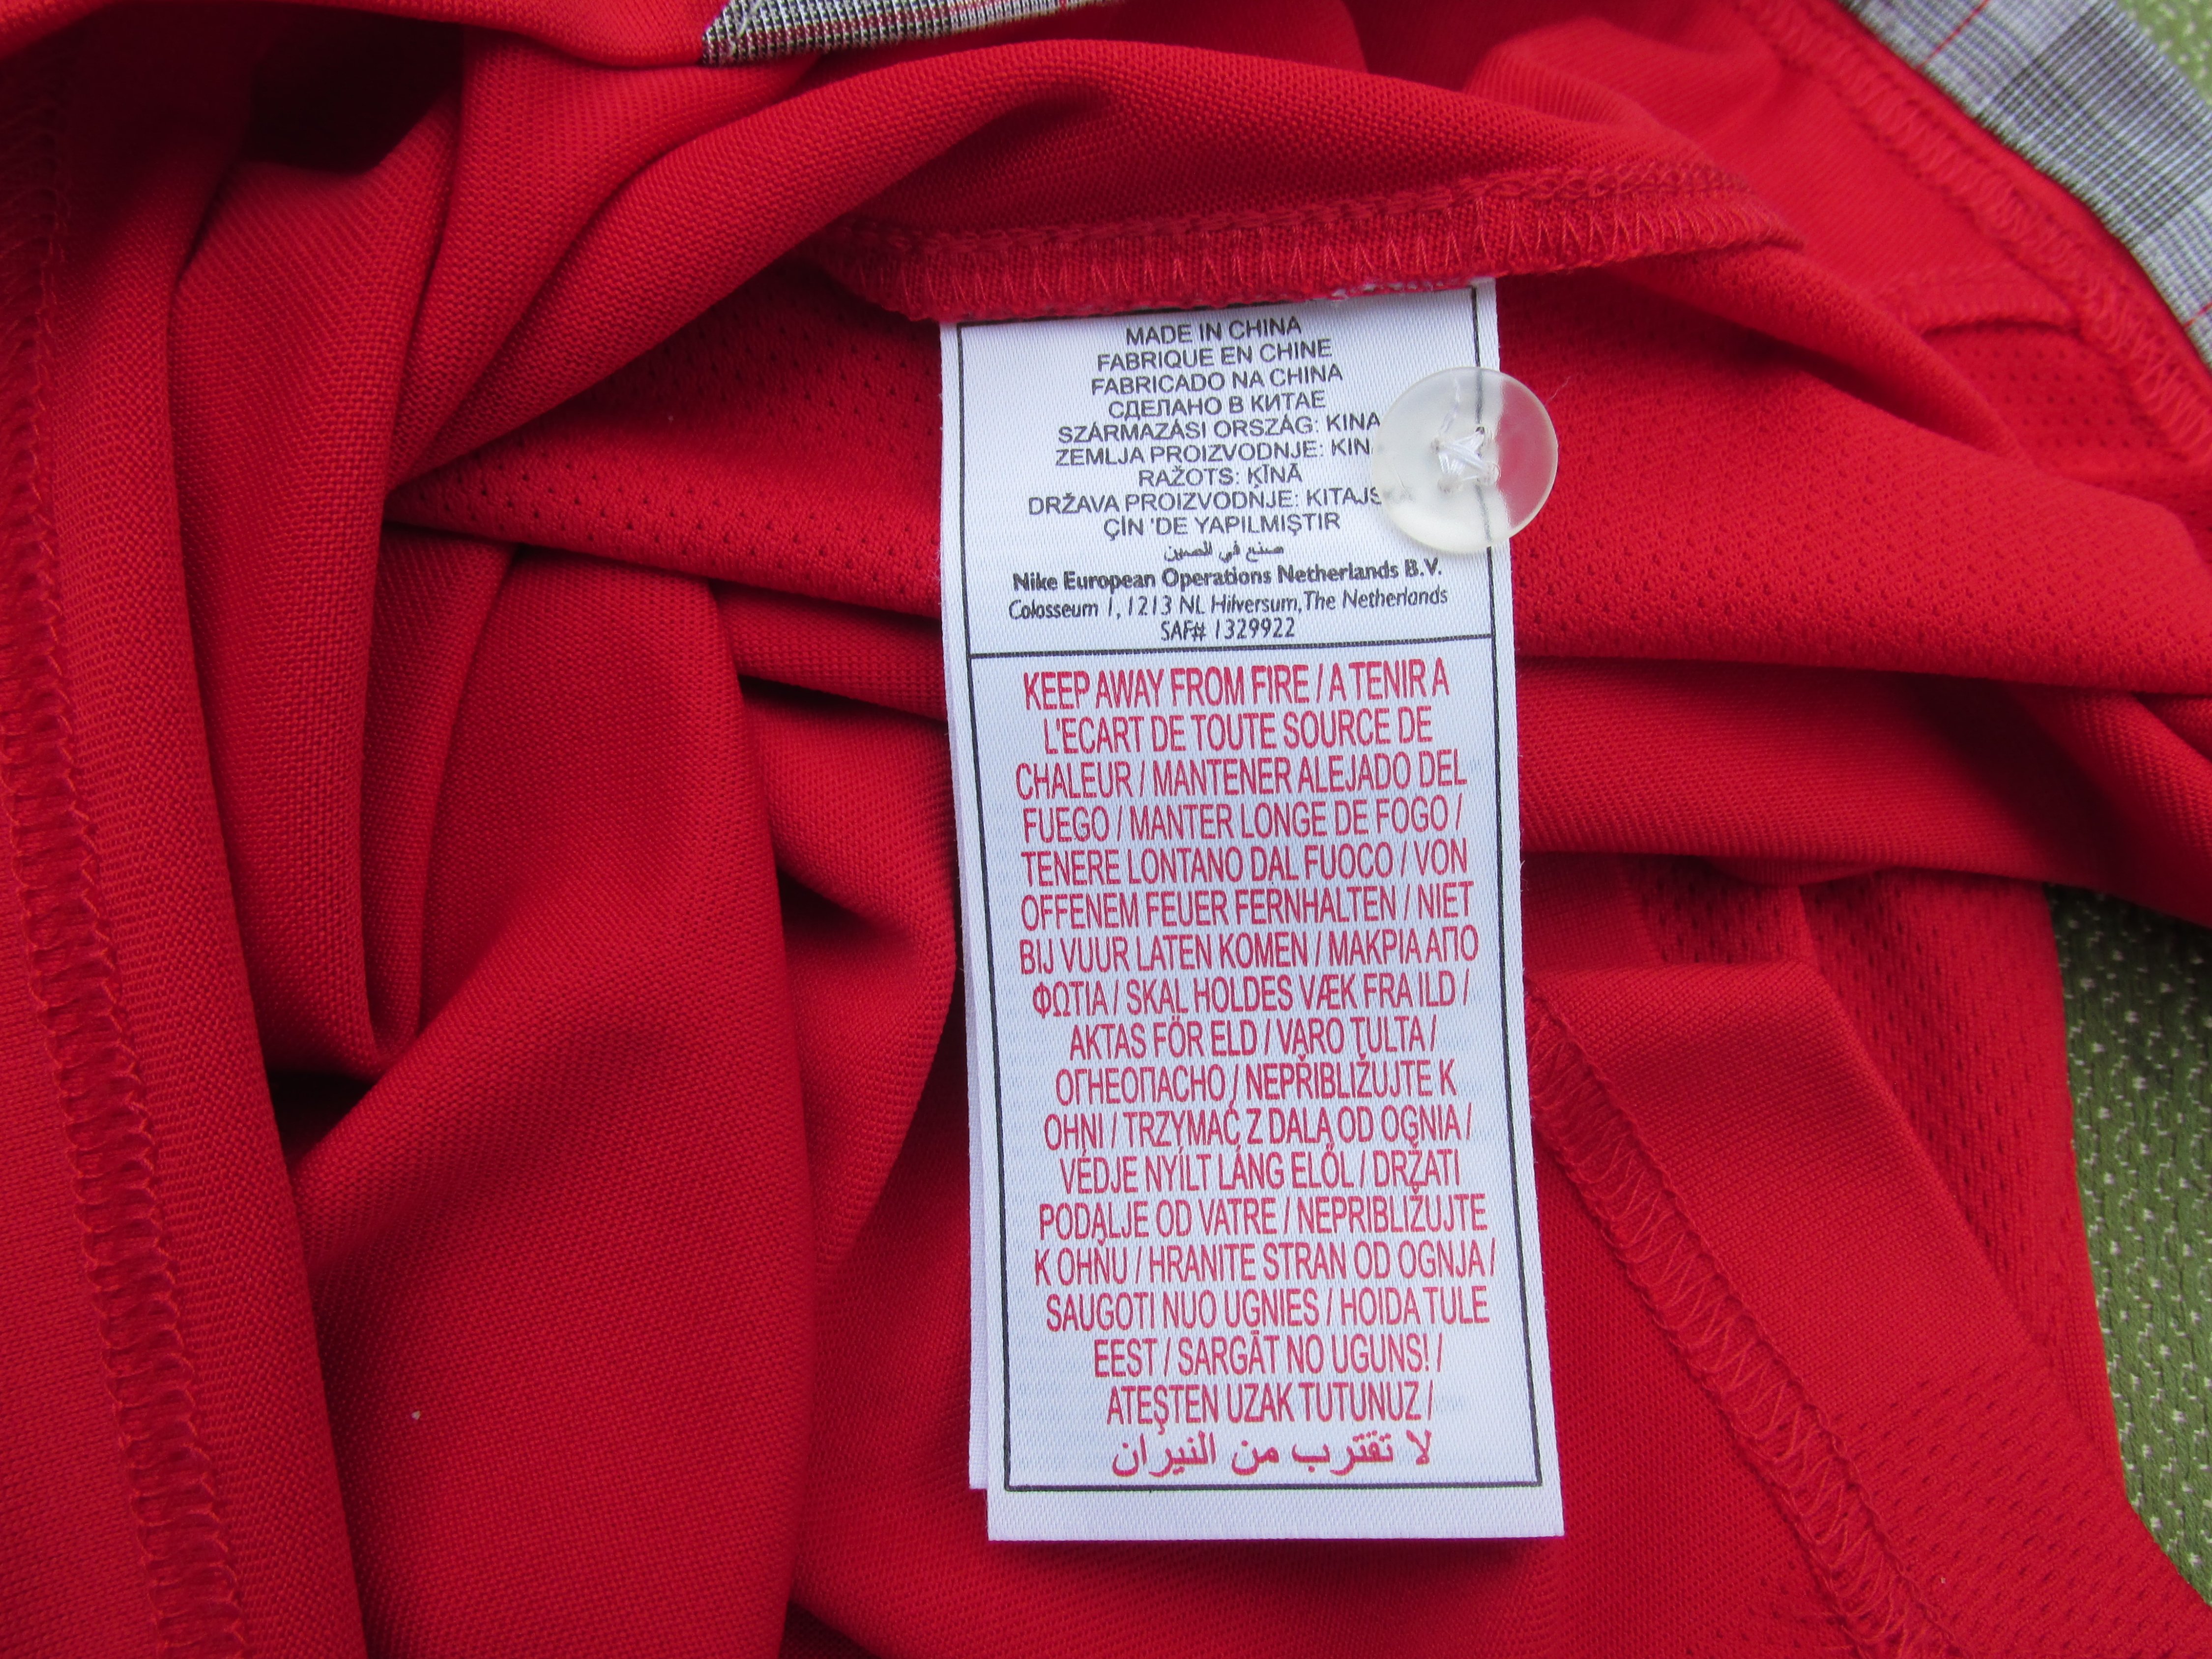 MADE IN CHINA
FABRIQUE EN CHINE
FABRICADO NA CHINA
СДЕЛАНО В КИТАЕ
SZÁRMAZÁSI ORSZÁG: KINA
ZEMLJA PROIZVODNJE:
RAŽOTS: ĶĪNĀ
DRŽAVA PROIZVODNJE:
ÇİN 'DE YAPILMIŞTIR
صنع في الصين
Nike European Operations Netherlands B.V.
Colosseum 1, 1213 NL Hilversum, The Netherlands
SAF# 1329922
KEEP AWAY FROM FIRE / A TENIR A
L'ECART DE TOUTE SOURCE DE
CHALEUR / MANTENER ALEJADO DEL
FUEGO / MANTER LONGE DE FOGO /
TENERE LONTANO DAL FUOCO / VON
OFFENEM FEUER FERNHALTEN / NIET
BIJ VUUR LATEN KOMEN / ΜΑΚΡΙΑ ΑΠΟ
ΦΩΤΙΑ / SKAL HOLDES VÆK FRA ILD /
AKTAS FÖR ELD / VARO TULTA /
ОГНЕОПАСНО / NEPŘIBLIŽUJTE K
OHNI / TRZYMAĆ Z DALA OD OGNIA /
VÉDJE NYÍLT LÁNG ELŐL / DRŽATI
PODALJE OD VATRE / NEPRIBLIŽUJTE
K OHŇU / HRANITE STRAN OD OGNJA /
SAUGOTI NUO UGNIES / HOIDA TULE
EEST / SARGĀT NO UGUNS! /
ATEŞTEN UZAK TUTUNUZ /
لا تقترب من النيران